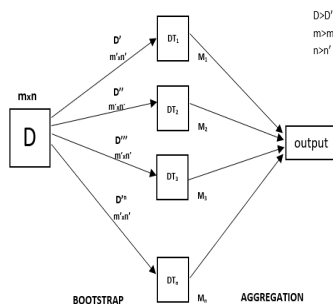 D>D'
m>m
n>n'
D'
m'xn'
DT₁
M₁
mxn
D
D''
m'xn'
DT₂
M₂
D'''
m'xn'
DT₃
M₃
output
D'ⁿ
m'xn'
DTₙ
Mₙ
BOOTSTRAP
AGGREGATION